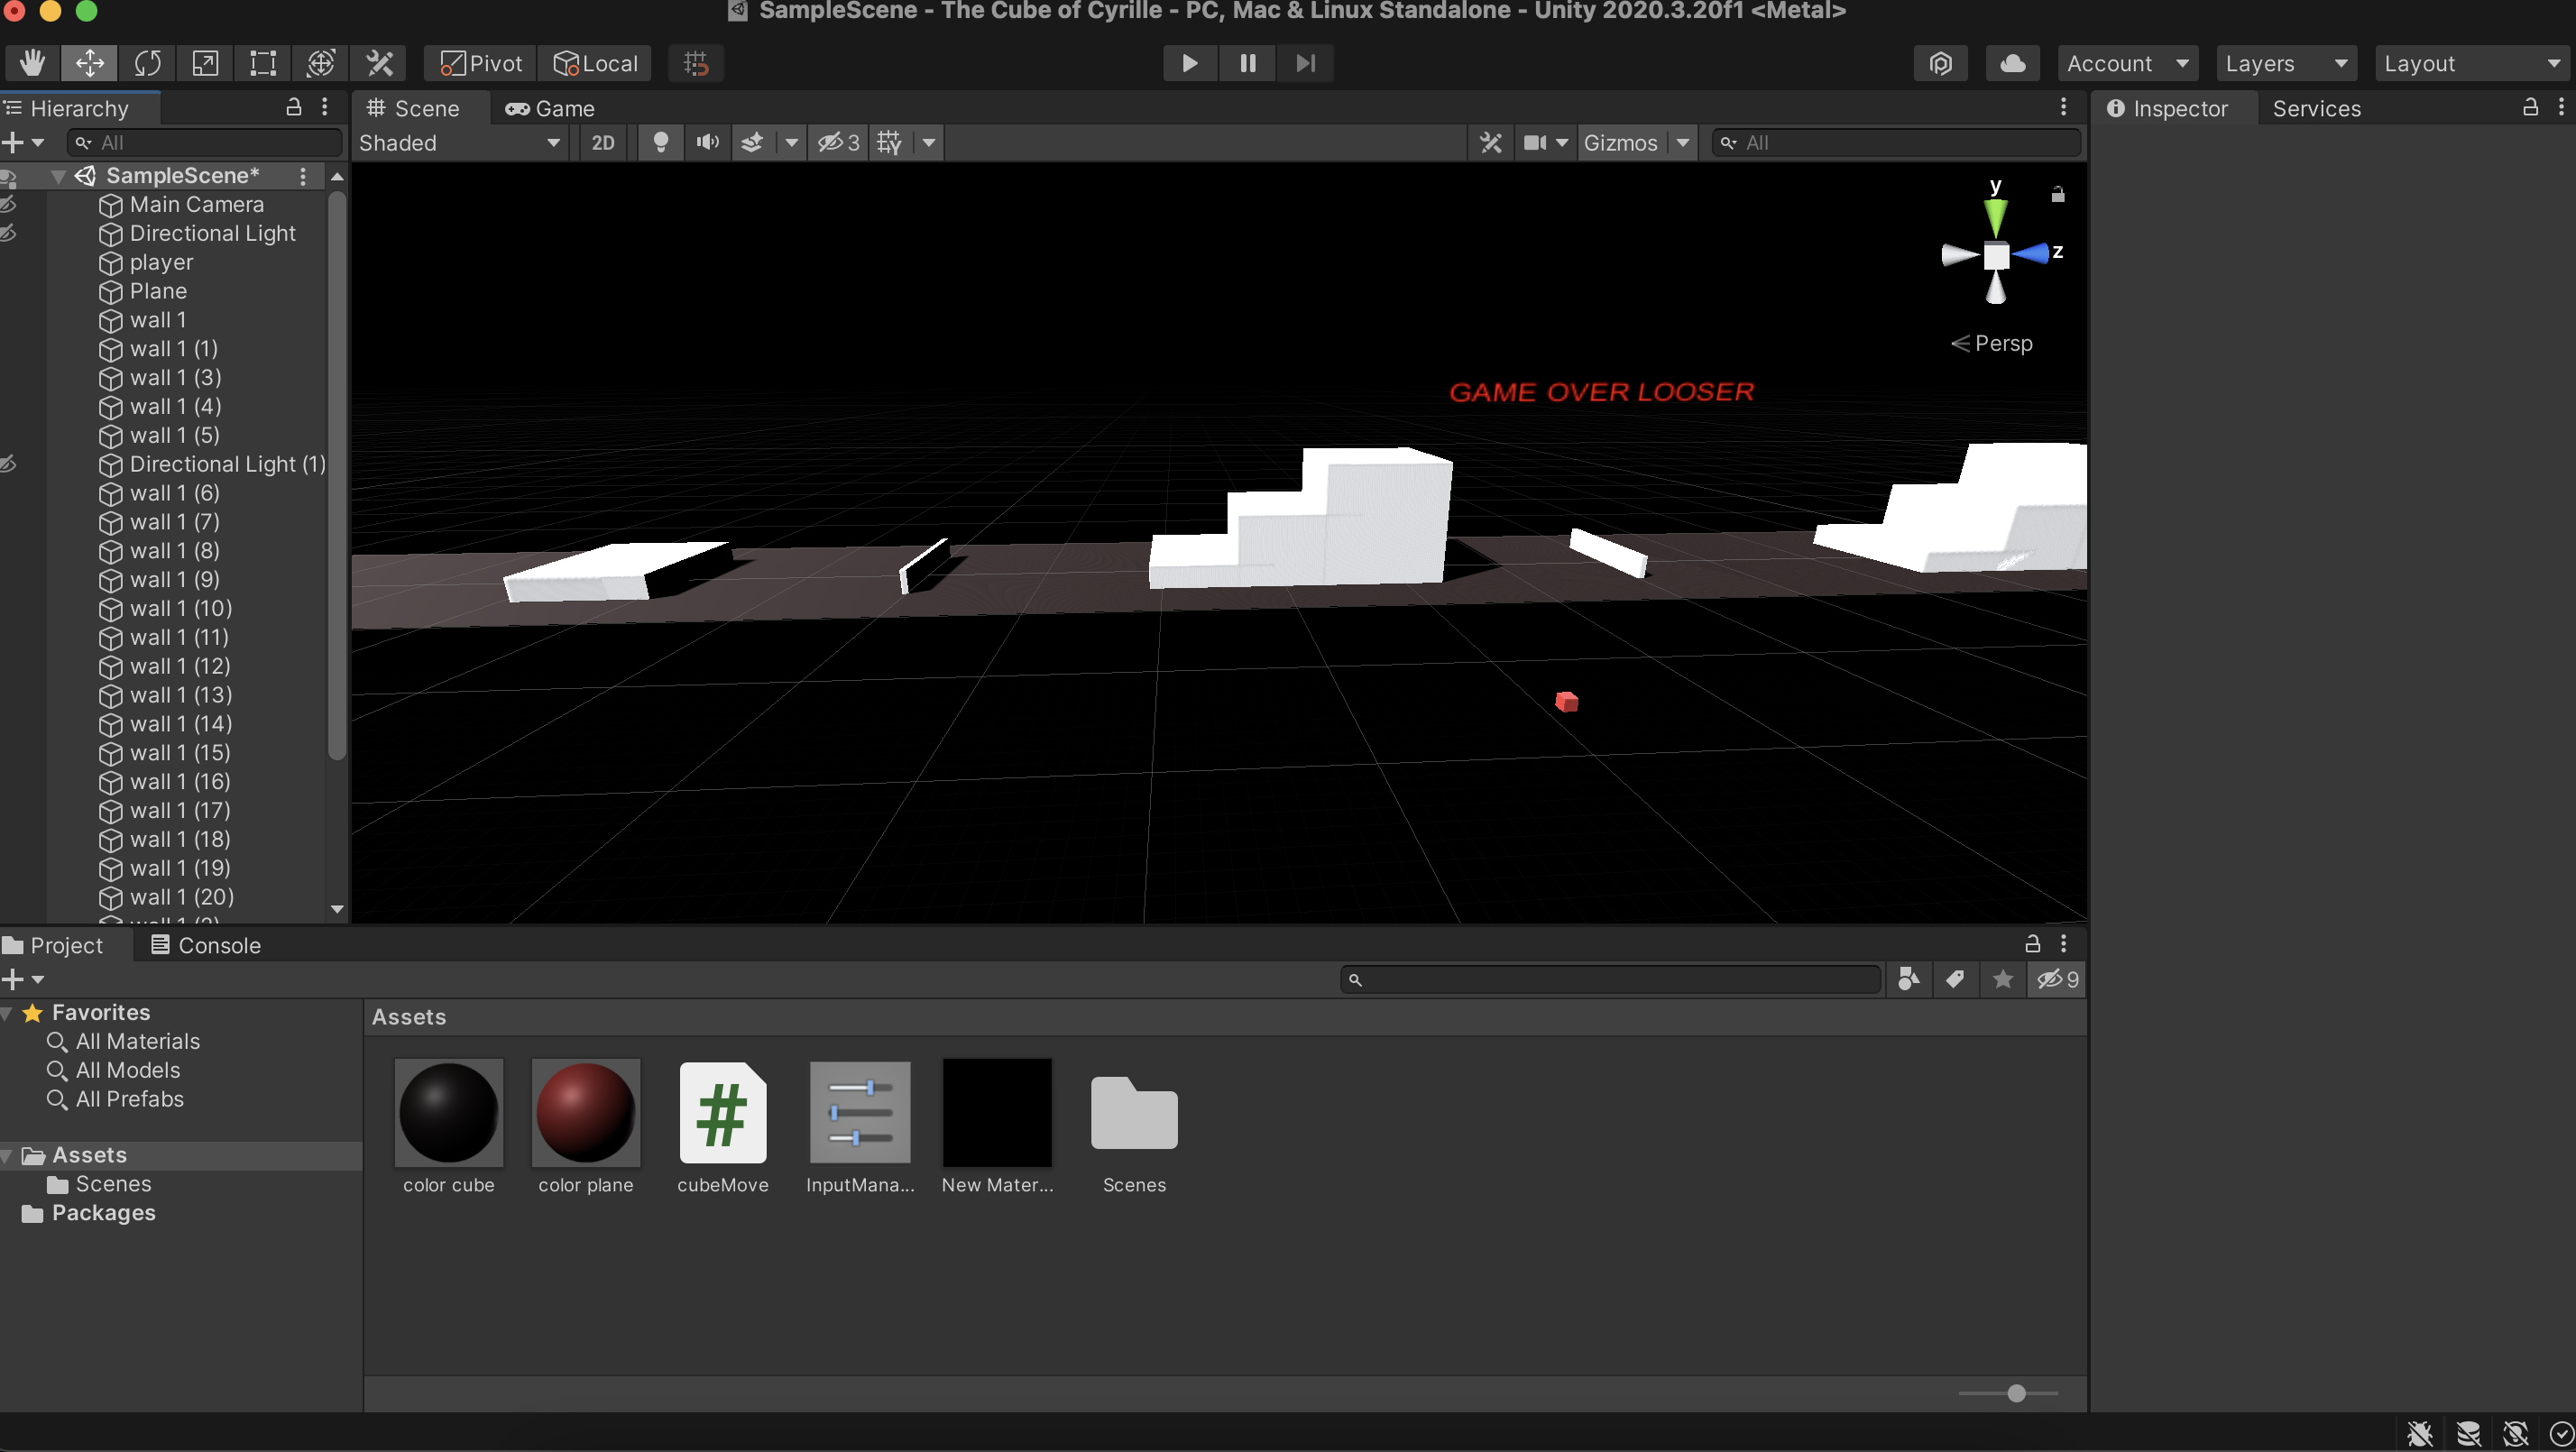 SampleScene - The Cube of Cyrille - PC, Mac & Linux Standalone - Unity 2020.3.20f1 <Metal>
Pivot Local Account Layers Layout
Hierarchy
All
SampleScene*
Main Camera
Directional Light
player
Plane
wall 1
wall 1 (1)
wall 1 (3)
wall 1 (4)
wall 1 (5)
Directional Light (1)
wall 1 (6)
wall 1 (7)
wall 1 (8)
wall 1 (9)
wall 1 (10)
wall 1 (11)
wall 1 (12)
wall 1 (13)
wall 1 (14)
wall 1 (15)
wall 1 (16)
wall 1 (17)
wall 1 (18)
wall 1 (19)
wall 1 (20)
Scene Game
Shaded 2D 3 Gizmos All
y
z
Persp
GAME OVER LOOSER
Inspector Services
Project Console
9
Favorites
All Materials
All Models
All Prefabs
Assets
Scenes
Packages
Assets
color cube color plane cubeMove InputMana... New Mater... Scenes